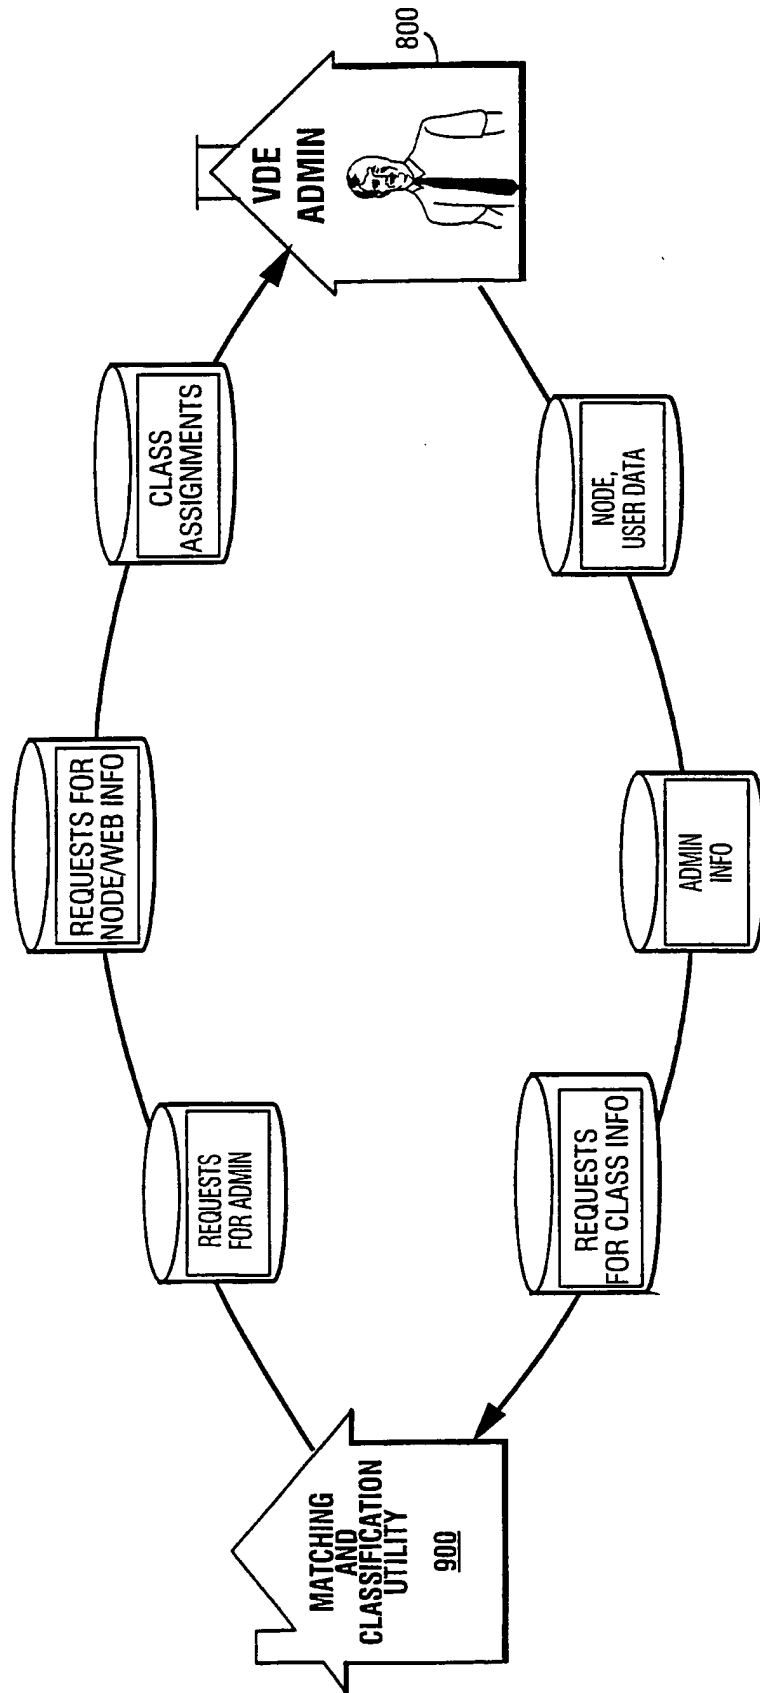 MATCHING
AND
CLASSIFICATION
UTILITY
900
REQUESTS
FOR ADMIN
REQUESTS FOR
NODE/WEB INFO
CLASS
ASSIGNMENTS
VDE
ADMIN
800
NODE,
USER DATA
ADMIN
INFO
REQUESTS
FOR CLASS INFO